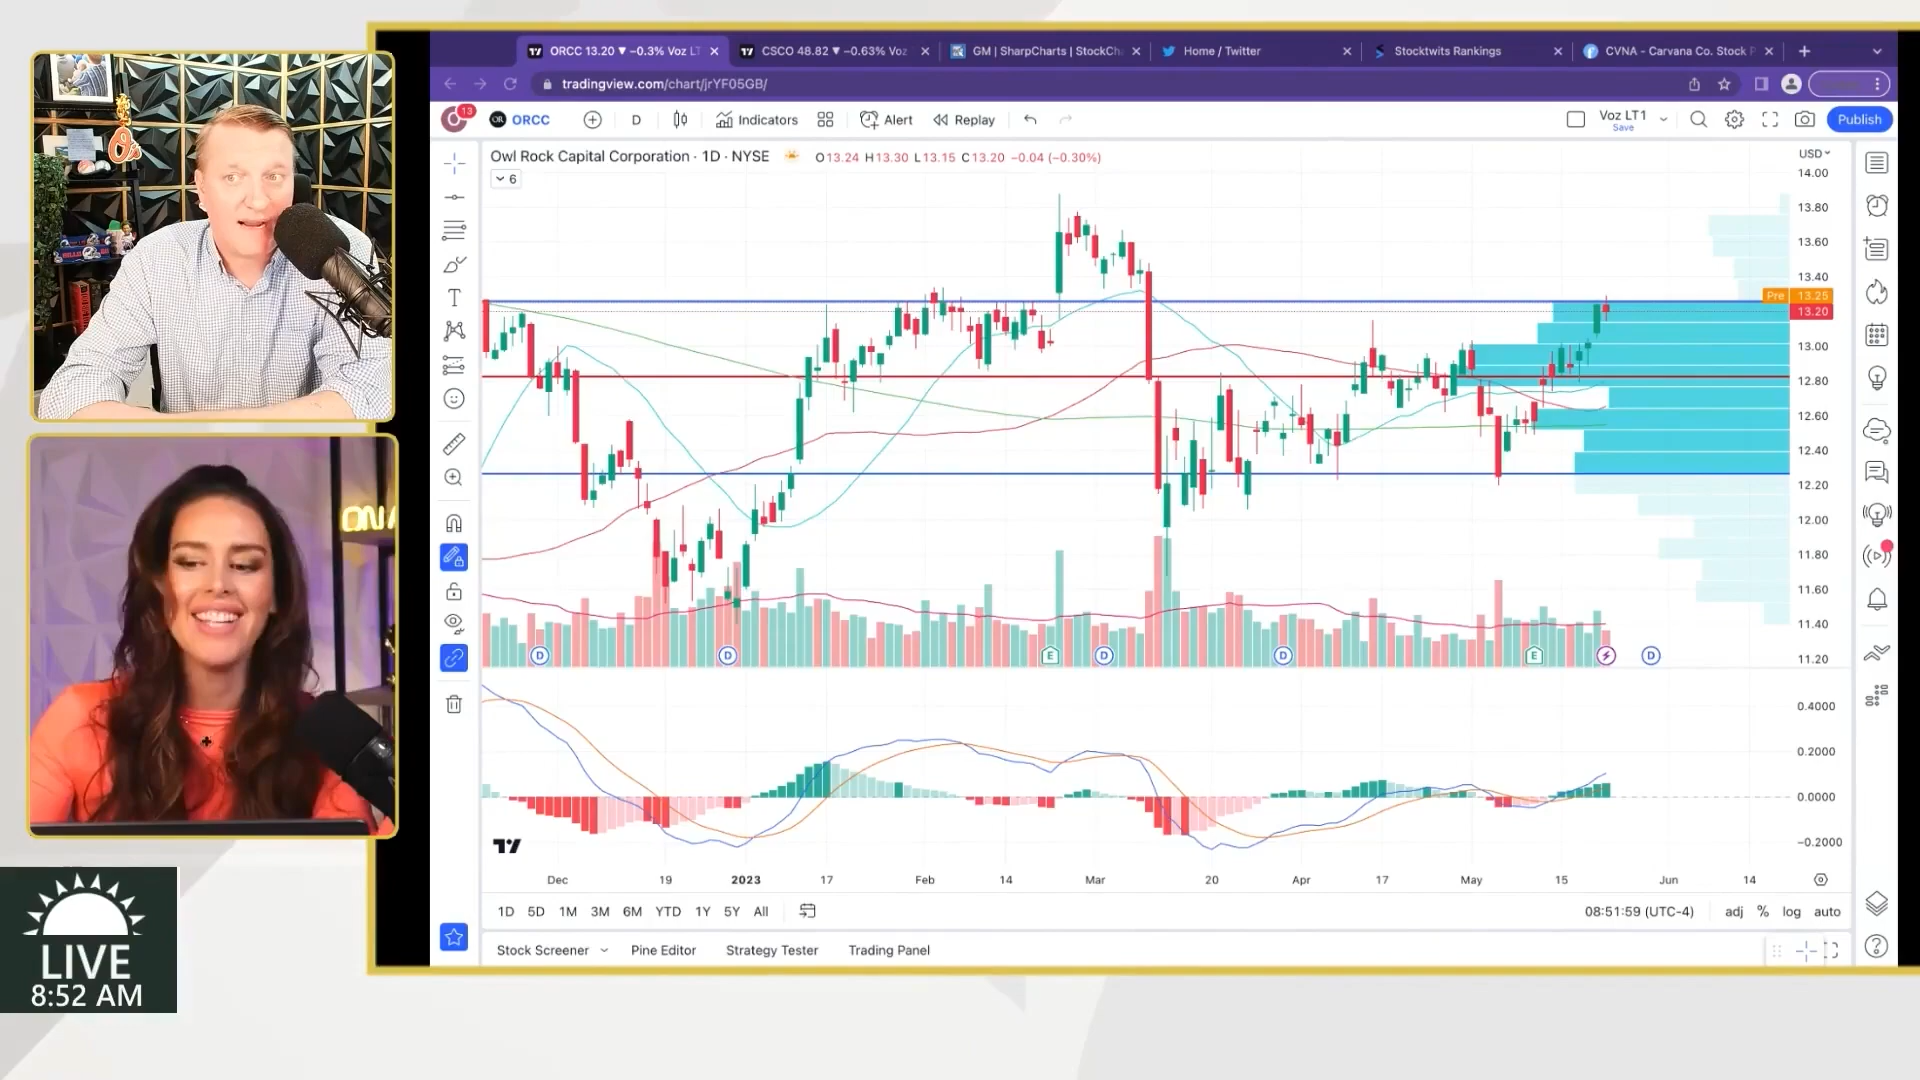 ORCC 13.20 ▼ −0.3% Voz LT
CSCO 48.82 ▼ −0.63% Voz
GM | SharpCharts | StockCh
Home / Twitter
Stocktwits Rankings
CVNA - Carvana Co. Stock P
tradingview.com/chart/jrYF05GB/
13
OR
ORCC
D
Indicators
Alert
Replay
Voz LT1
Save
Publish
Owl Rock Capital Corporation · 1D · NYSE
O13.24 H13.30 L13.15 C13.20 −0.04 (−0.30%)
6
USD
14.00
13.80
13.60
13.40
Pre 13.25
13.20
13.00
12.80
12.60
12.40
12.20
12.00
11.80
11.60
11.40
11.20
D D E D D E D
0.4000
0.2000
0.0000
−0.2000
Dec 19 2023 17 Feb 14 Mar 20 Apr 17 May 15 Jun 14
1D 5D 1M 3M 6M YTD 1Y 5Y All
08:51:59 (UTC-4)
adj % log auto
Stock Screener
Pine Editor
Strategy Tester
Trading Panel
ON A
LIVE
8:52 AM